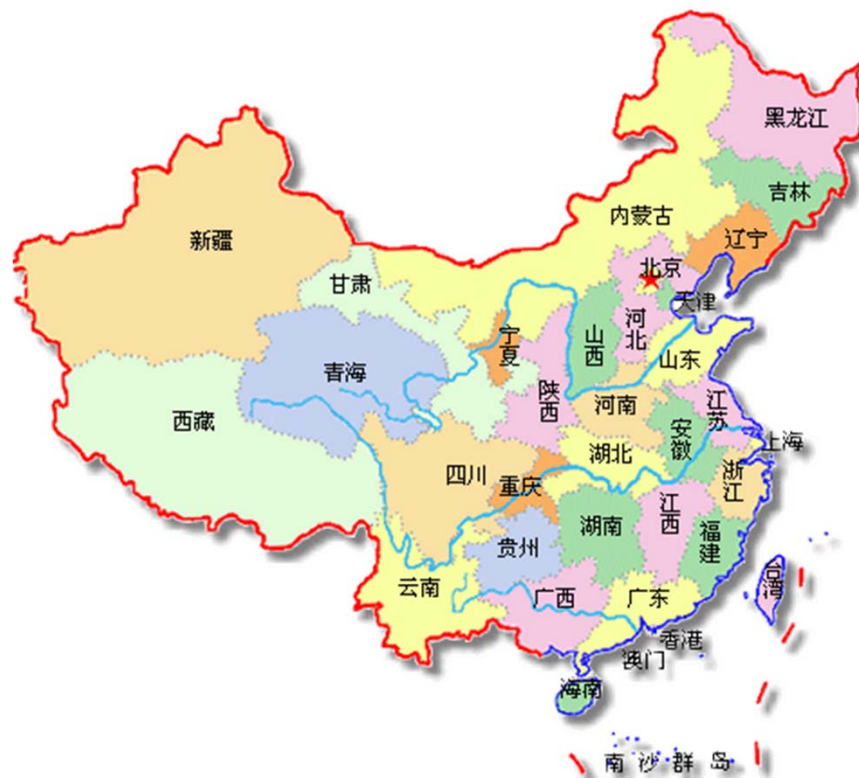 黑龙江
吉林
内蒙古
辽宁
新疆
北京
甘肃
天津
河北
宁夏
山西
山东
青海
陕西
河南
江苏
西藏
安徽
上海
湖北
四川
重庆
浙江
江西
湖南
福建
贵州
云南
台湾
广西
广东
香港
澳门
海南
南沙群岛